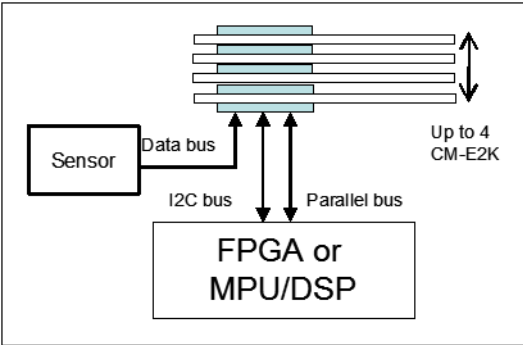 Up to 4
CM-E2K
Data bus
Sensor
I2C bus
Parallel bus
FPGA or
MPU/DSP